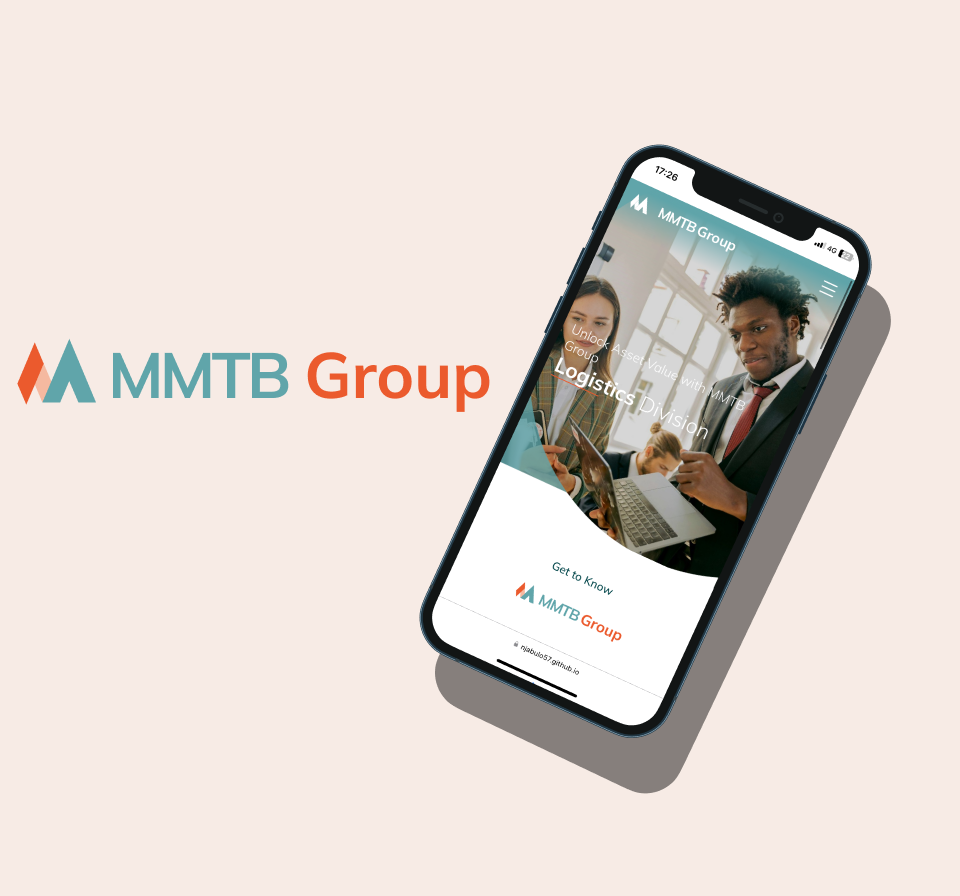 MMTB Group
17:26
4G
22
MMTB Group
Unlock Asset Value with MMTB
Group
Logistics Division
Get to Know
MMTB Group
njabulo57.github.io